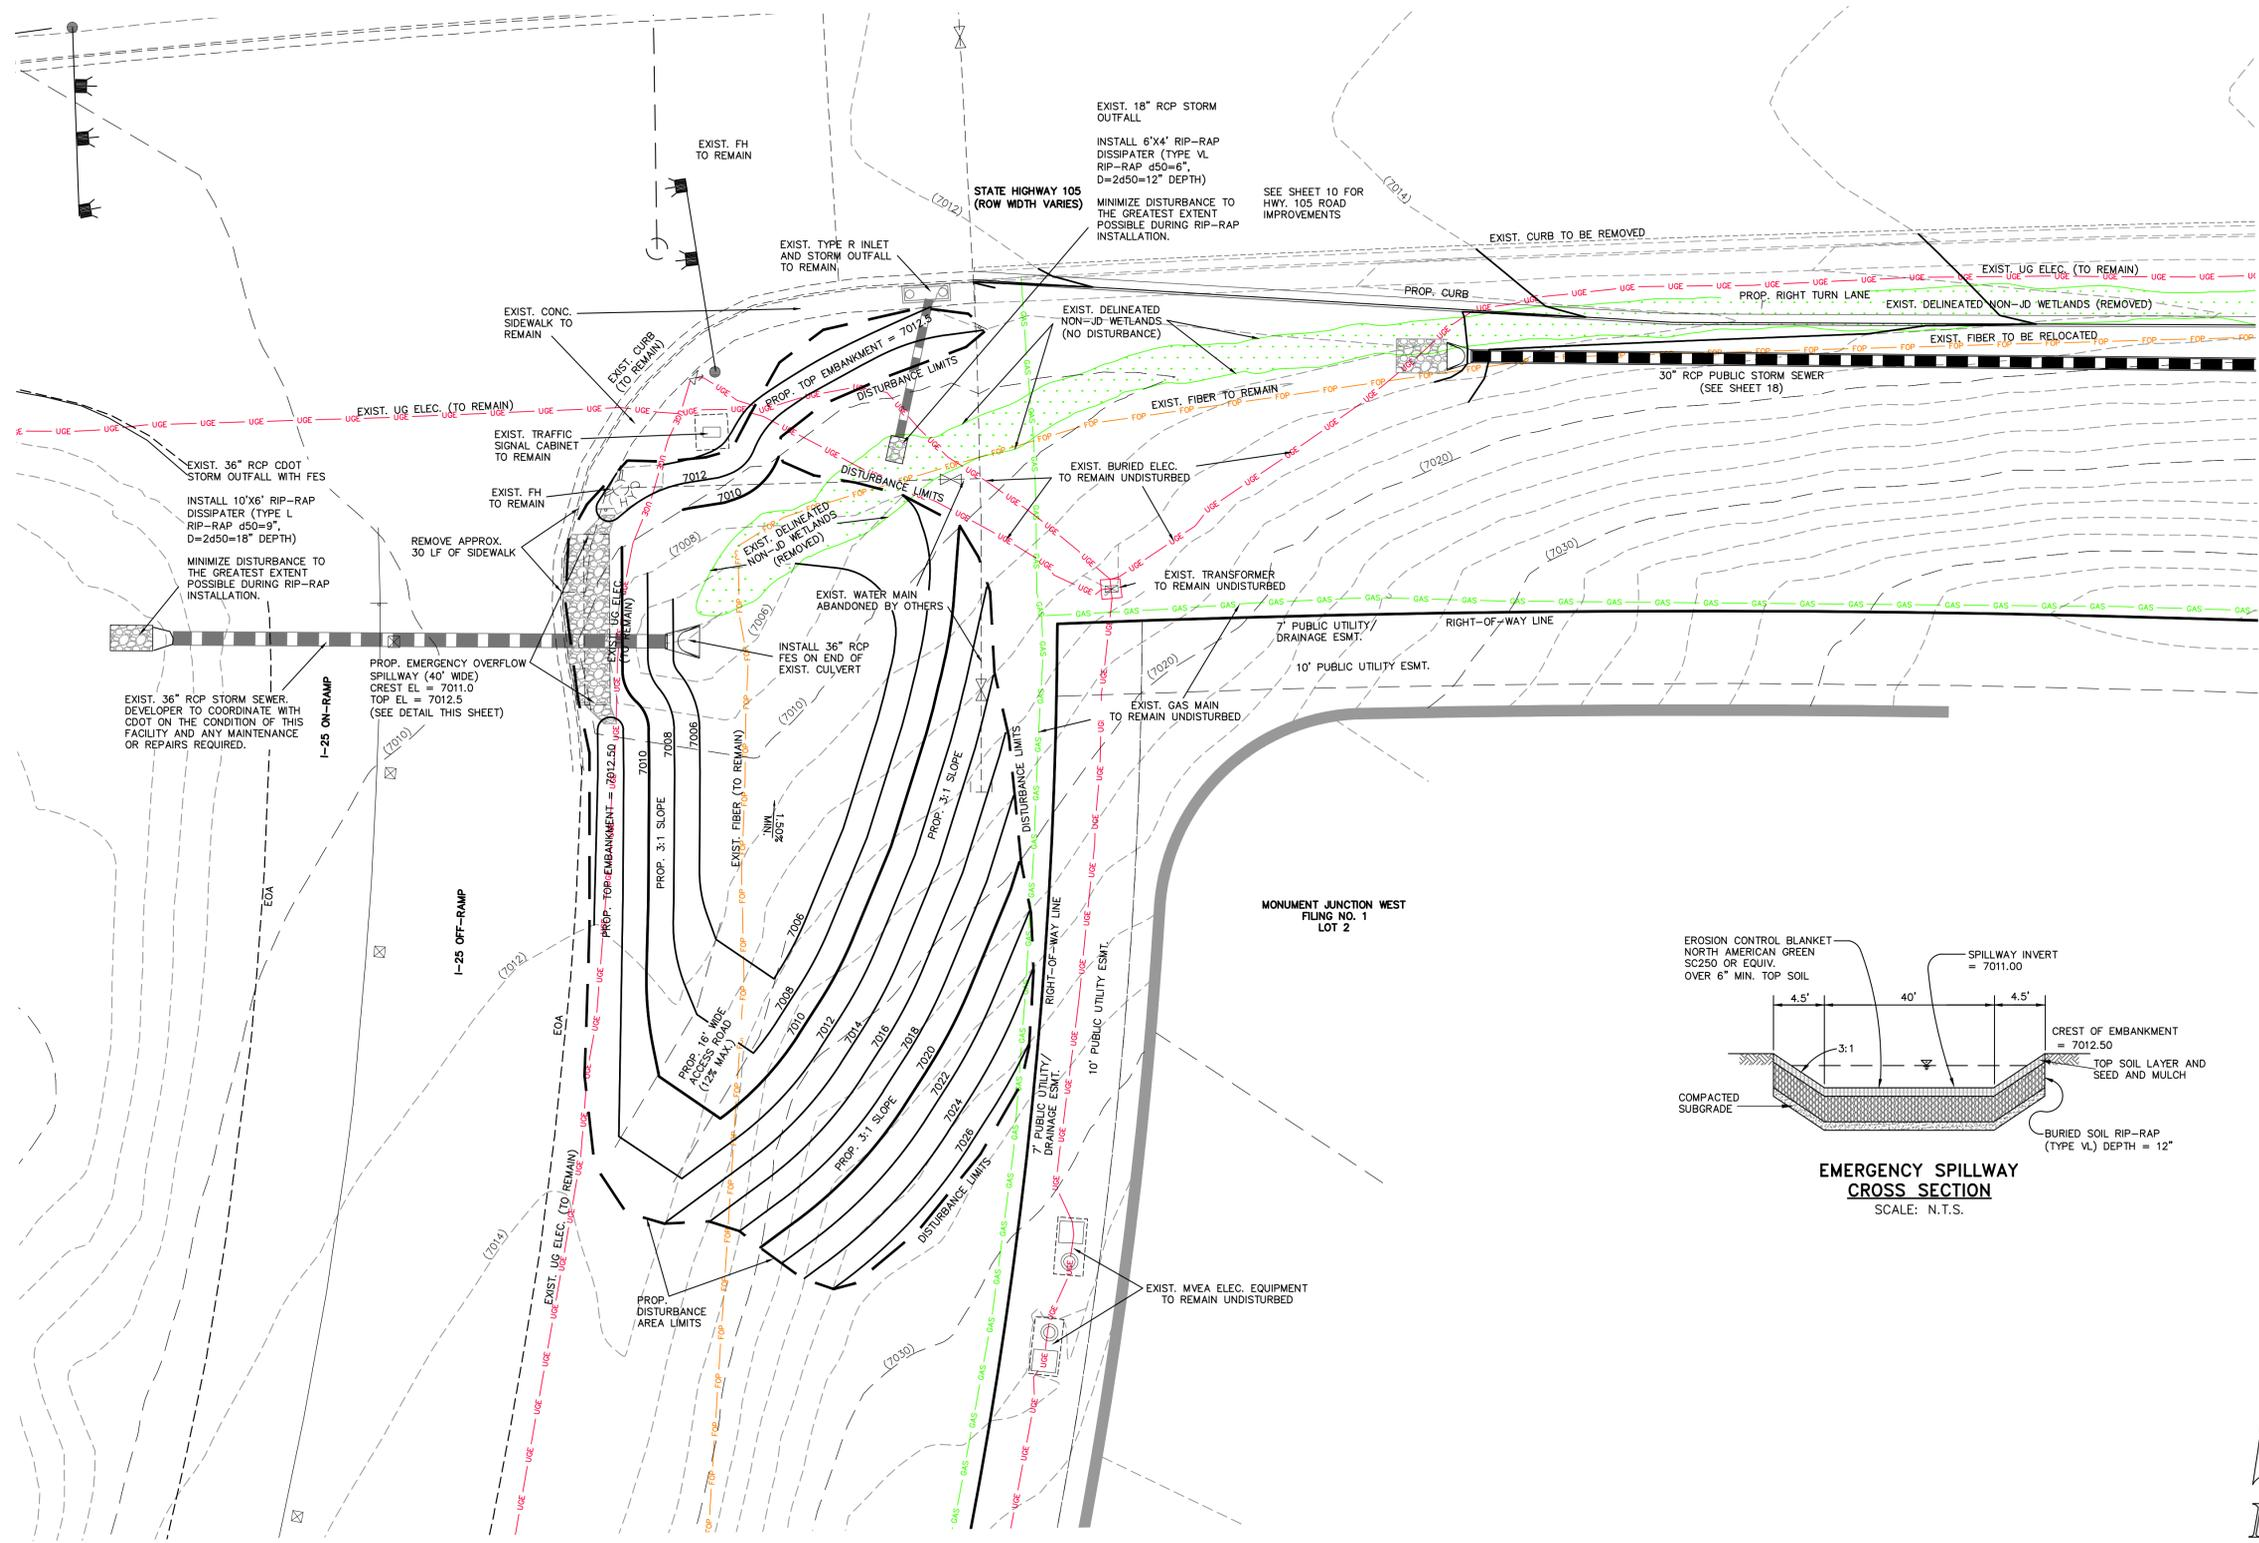 EXIST. FH
TO REMAIN
EXIST. 18" RCP STORM
OUTFALL
INSTALL 6'X4' RIP-RAP
DISSIPATER (TYPE VL
RIP-RAP d50=6",
D=2d50=12" DEPTH)
MINIMIZE DISTURBANCE TO
THE GREATEST EXTENT
POSSIBLE DURING RIP-RAP
INSTALLATION.
STATE HIGHWAY 105
(ROW WIDTH VARIES)
SEE SHEET 10 FOR
HWY. 105 ROAD
IMPROVEMENTS
(7012)
(7014)
EXIST. TYPE R INLET
AND STORM OUTFALL
TO REMAIN
EXIST. CURB TO BE REMOVED
EXIST. UG ELEC. (TO REMAIN)
PROP. CURB
PROP. RIGHT TURN LANE
EXIST. DELINEATED NON-JD WETLANDS (REMOVED)
EXIST. FIBER TO BE RELOCATED
30" RCP PUBLIC STORM SEWER
(SEE SHEET 18)
EXIST. CONC.
SIDEWALK TO
REMAIN
EXIST. CURB
(TO REMAIN)
PROP. TOP EMBANKMENT = 7012.5
DISTURBANCE LIMITS
EXIST. DELINEATED
NON-JD WETLANDS
(NO DISTURBANCE)
EXIST. FIBER TO REMAIN
EXIST. UG ELEC. (TO REMAIN)
EXIST. TRAFFIC
SIGNAL CABINET
TO REMAIN
EXIST. 36" RCP CDOT
STORM OUTFALL WITH FES
INSTALL 10'X6' RIP-RAP
DISSIPATER (TYPE L
RIP-RAP d50=9",
D=2d50=18" DEPTH)
MINIMIZE DISTURBANCE TO
THE GREATEST EXTENT
POSSIBLE DURING RIP-RAP
INSTALLATION.
EXIST. FH
TO REMAIN
REMOVE APPROX.
30 LF OF SIDEWALK
7012
7010
DISTURBANCE LIMITS
EXIST. BURIED ELEC.
TO REMAIN UNDISTURBED
(7020)
(7030)
EXIST. DELINEATED
NON-JD WETLANDS
(REMOVED)
(7008)
(7006)
EXIST. WATER MAIN
ABANDONED BY OTHERS
EXIST. TRANSFORMER
TO REMAIN UNDISTURBED
7' PUBLIC UTILITY/
DRAINAGE ESMT.
RIGHT-OF-WAY LINE
10' PUBLIC UTILITY ESMT.
EXIST. UG ELEC.
(TO REMAIN)
INSTALL 36" RCP
FES ON END OF
EXIST. CULVERT
PROP. EMERGENCY OVERFLOW
SPILLWAY (40' WIDE)
CREST EL = 7011.0
TOP EL = 7012.5
(SEE DETAIL THIS SHEET)
EXIST. 36" RCP STORM SEWER.
DEVELOPER TO COORDINATE WITH
CDOT ON THE CONDITION OF THIS
FACILITY AND ANY MAINTENANCE
OR REPAIRS REQUIRED.
I-25 ON-RAMP
(7010)
(7010)
(7020)
EXIST. GAS MAIN
TO REMAIN UNDISTURBED
PROP. TOP EMBANKMENT = 7012.50
7010
7008
7006
PROP. 3:1 SLOPE
EXIST. FIBER (TO REMAIN)
1.50%
MIN.
PROP. 3:1 SLOPE
DISTURBANCE LIMITS
EOA
I-25 OFF-RAMP
(7012)
EOA
RIGHT-OF-WAY LINE
10' PUBLIC UTILITY ESMT.
7' PUBLIC UTILITY/
DRAINAGE ESMT.
7006
7008
7010
7012
7014
7016
7018
7020
7022
7024
7026
PROP. 16' WIDE
ACCESS ROAD
(12% MAX.)
PROP. 3:1 SLOPE
DISTURBANCE LIMITS
(7014)
EXIST. UG ELEC. (TO REMAIN)
PROP.
DISTURBANCE
AREA LIMITS
(7030)
EXIST. MVEA ELEC. EQUIPMENT
TO REMAIN UNDISTURBED
MONUMENT JUNCTION WEST
FILING NO. 1
LOT 2
EROSION CONTROL BLANKET
NORTH AMERICAN GREEN
SC250 OR EQUIV.
OVER 6" MIN. TOP SOIL
SPILLWAY INVERT
= 7011.00
4.5'
40'
4.5'
CREST OF EMBANKMENT
= 7012.50
3:1
TOP SOIL LAYER AND
SEED AND MULCH
COMPACTED
SUBGRADE
BURIED SOIL RIP-RAP
(TYPE VL) DEPTH = 12"
EMERGENCY SPILLWAY
CROSS SECTION
SCALE: N.T.S.
UGE
FOP
GAS